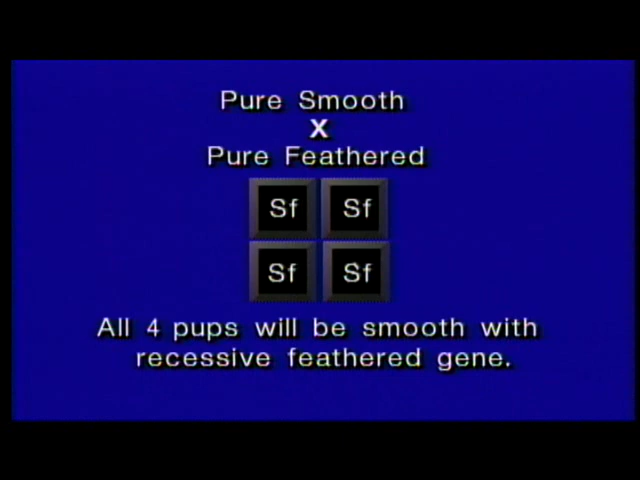 Pure Smooth
X
Pure Feathered
Sf Sf
Sf Sf
All 4 pups will be smooth with
recessive feathered gene.